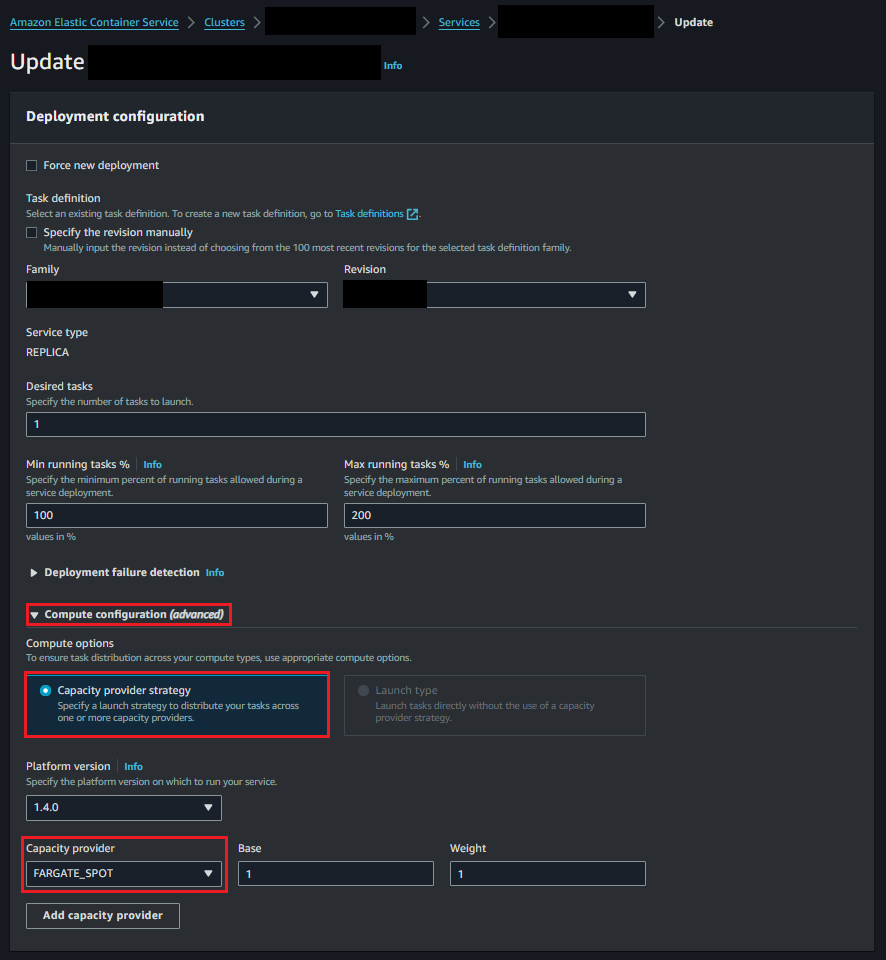 Amazon Elastic Container Service > Clusters > > Services > > Update
Update Info
Deployment configuration
Force new deployment
Task definition
Select an existing task definition. To create a new task definition, go to Task definitions.
Specify the revision manually
Manually input the revision instead of choosing from the 100 most recent revisions for the selected task definition family.
Family Revision
Service type
REPLICA
Desired tasks
Specify the number of tasks to launch.
1
Min running tasks % Info
Specify the minimum percent of running tasks allowed during a
service deployment.
100
values in %
Max running tasks % Info
Specify the maximum percent of running tasks allowed during a
service deployment.
200
values in %
Deployment failure detection Info
Compute configuration (advanced)
Compute options
To ensure task distribution across your compute types, use appropriate compute options.
Capacity provider strategy
Specify a launch strategy to distribute your tasks across
one or more capacity providers.
Launch type
Launch tasks directly without the use of a capacity
provider strategy.
Platform version Info
Specify the platform version on which to run your service.
1.4.0
Capacity provider Base Weight
FARGATE_SPOT 1 1
Add capacity provider